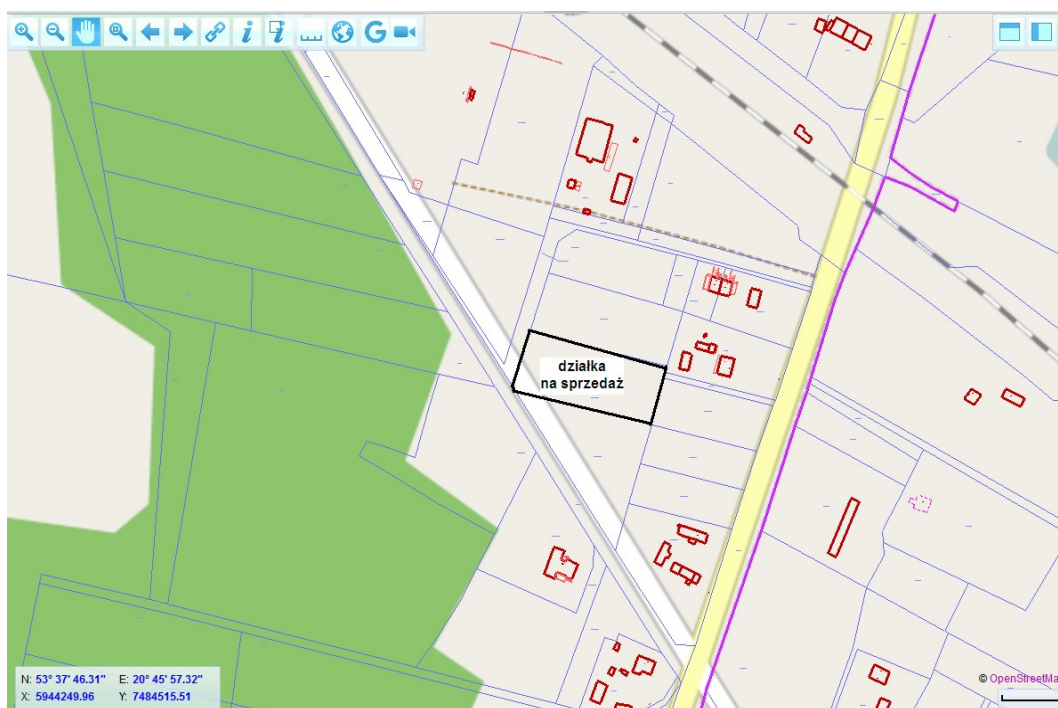 działka
na sprzedaż
N: 53° 37' 46.31" E: 20° 45' 57.32"
X: 5944249.96 Y: 7484515.51
© OpenStreetMa